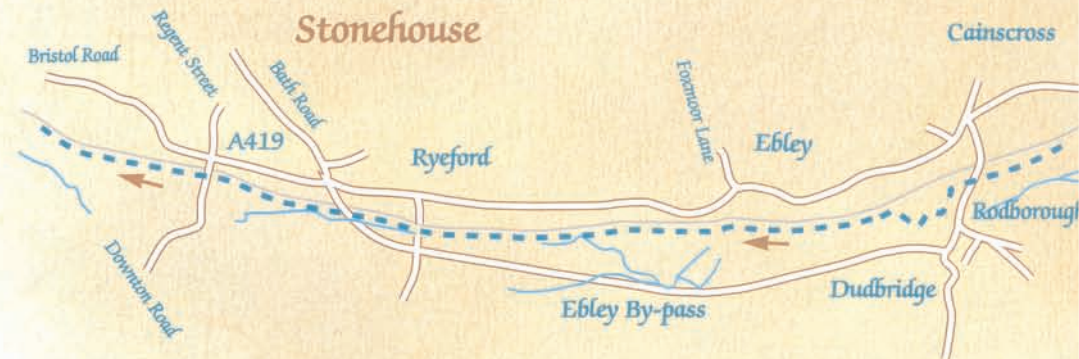 Stonehouse
Cainscross
Bristol Road
Regent Street
Bath Road
A419
Ryeford
Foxmoor Lane
Ebley
Rodborough
Downton Road
Ebley By-pass
Dudbridge